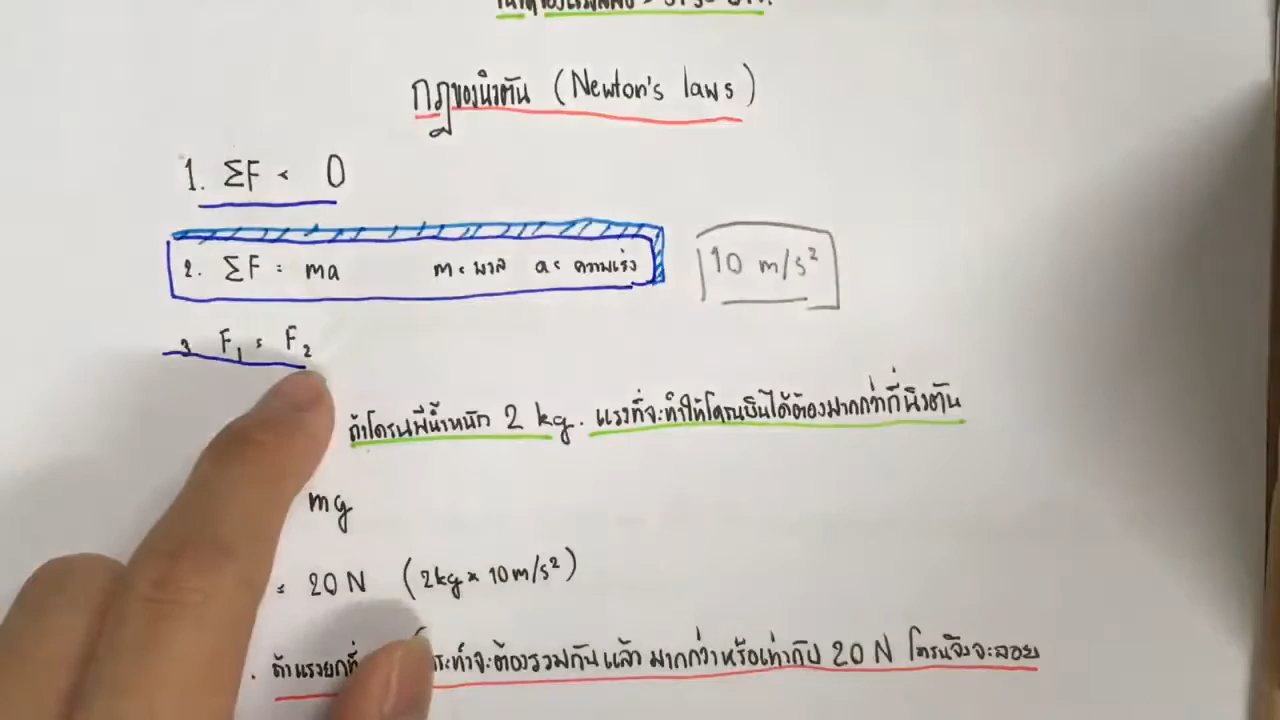 กฎของนิวตัน (Newton's laws)
1. ΣF = 0
2. ΣF = ma m = มวล a = ความเร่ง 10 m/s²
3 F₁ = F₂
ถ้าโดรนมีน้ำหนัก 2 kg. แรงที่จะทำให้โดรนบินได้ต้องมากกว่ากี่นิวตัน
mg
= 20 N (2kg × 10 m/s²)
ถ้าแรงยกที่ กระทำจะต้องรวมกันแล้ว มากกว่าหรือเท่ากับ 20 N โดรนจึงจะลอย